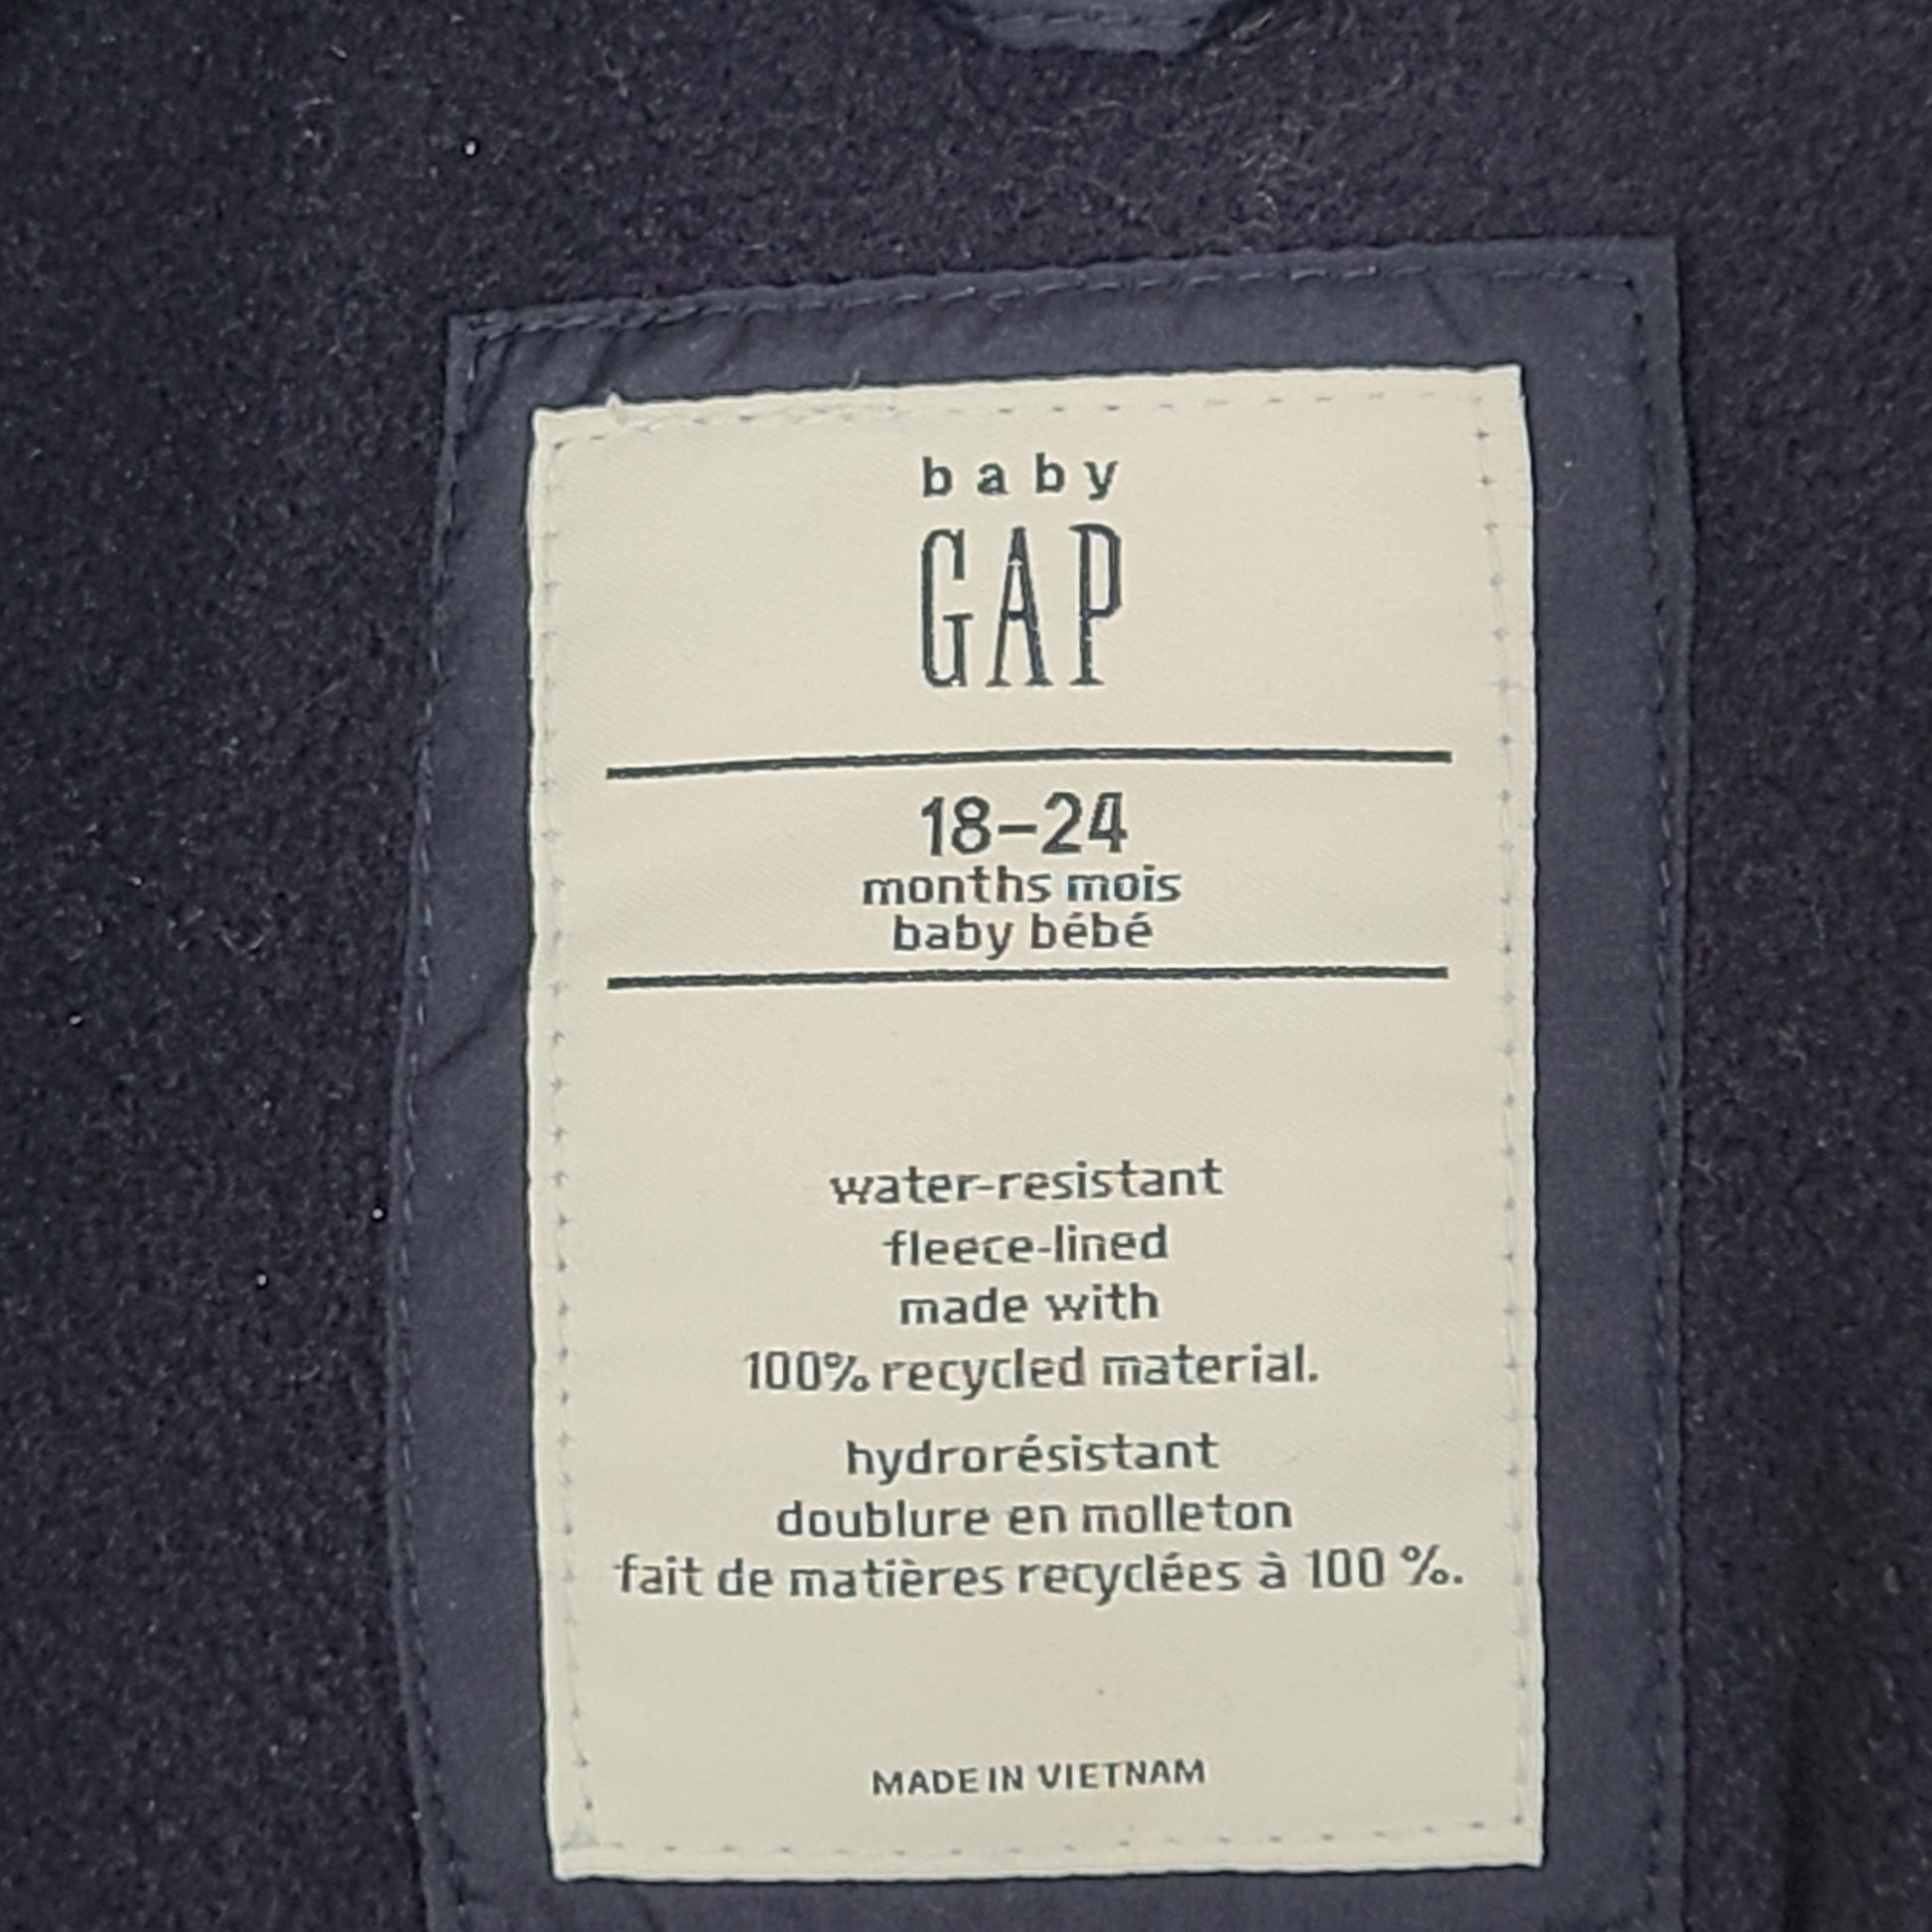 baby
GAP
18–24
months mois
baby bébé
water-resistant
fleece-lined
made with
100% recycled material.
hydrorésistant
doublure en molleton
fait de matières recyclées à 100 %.
MADE IN VIETNAM